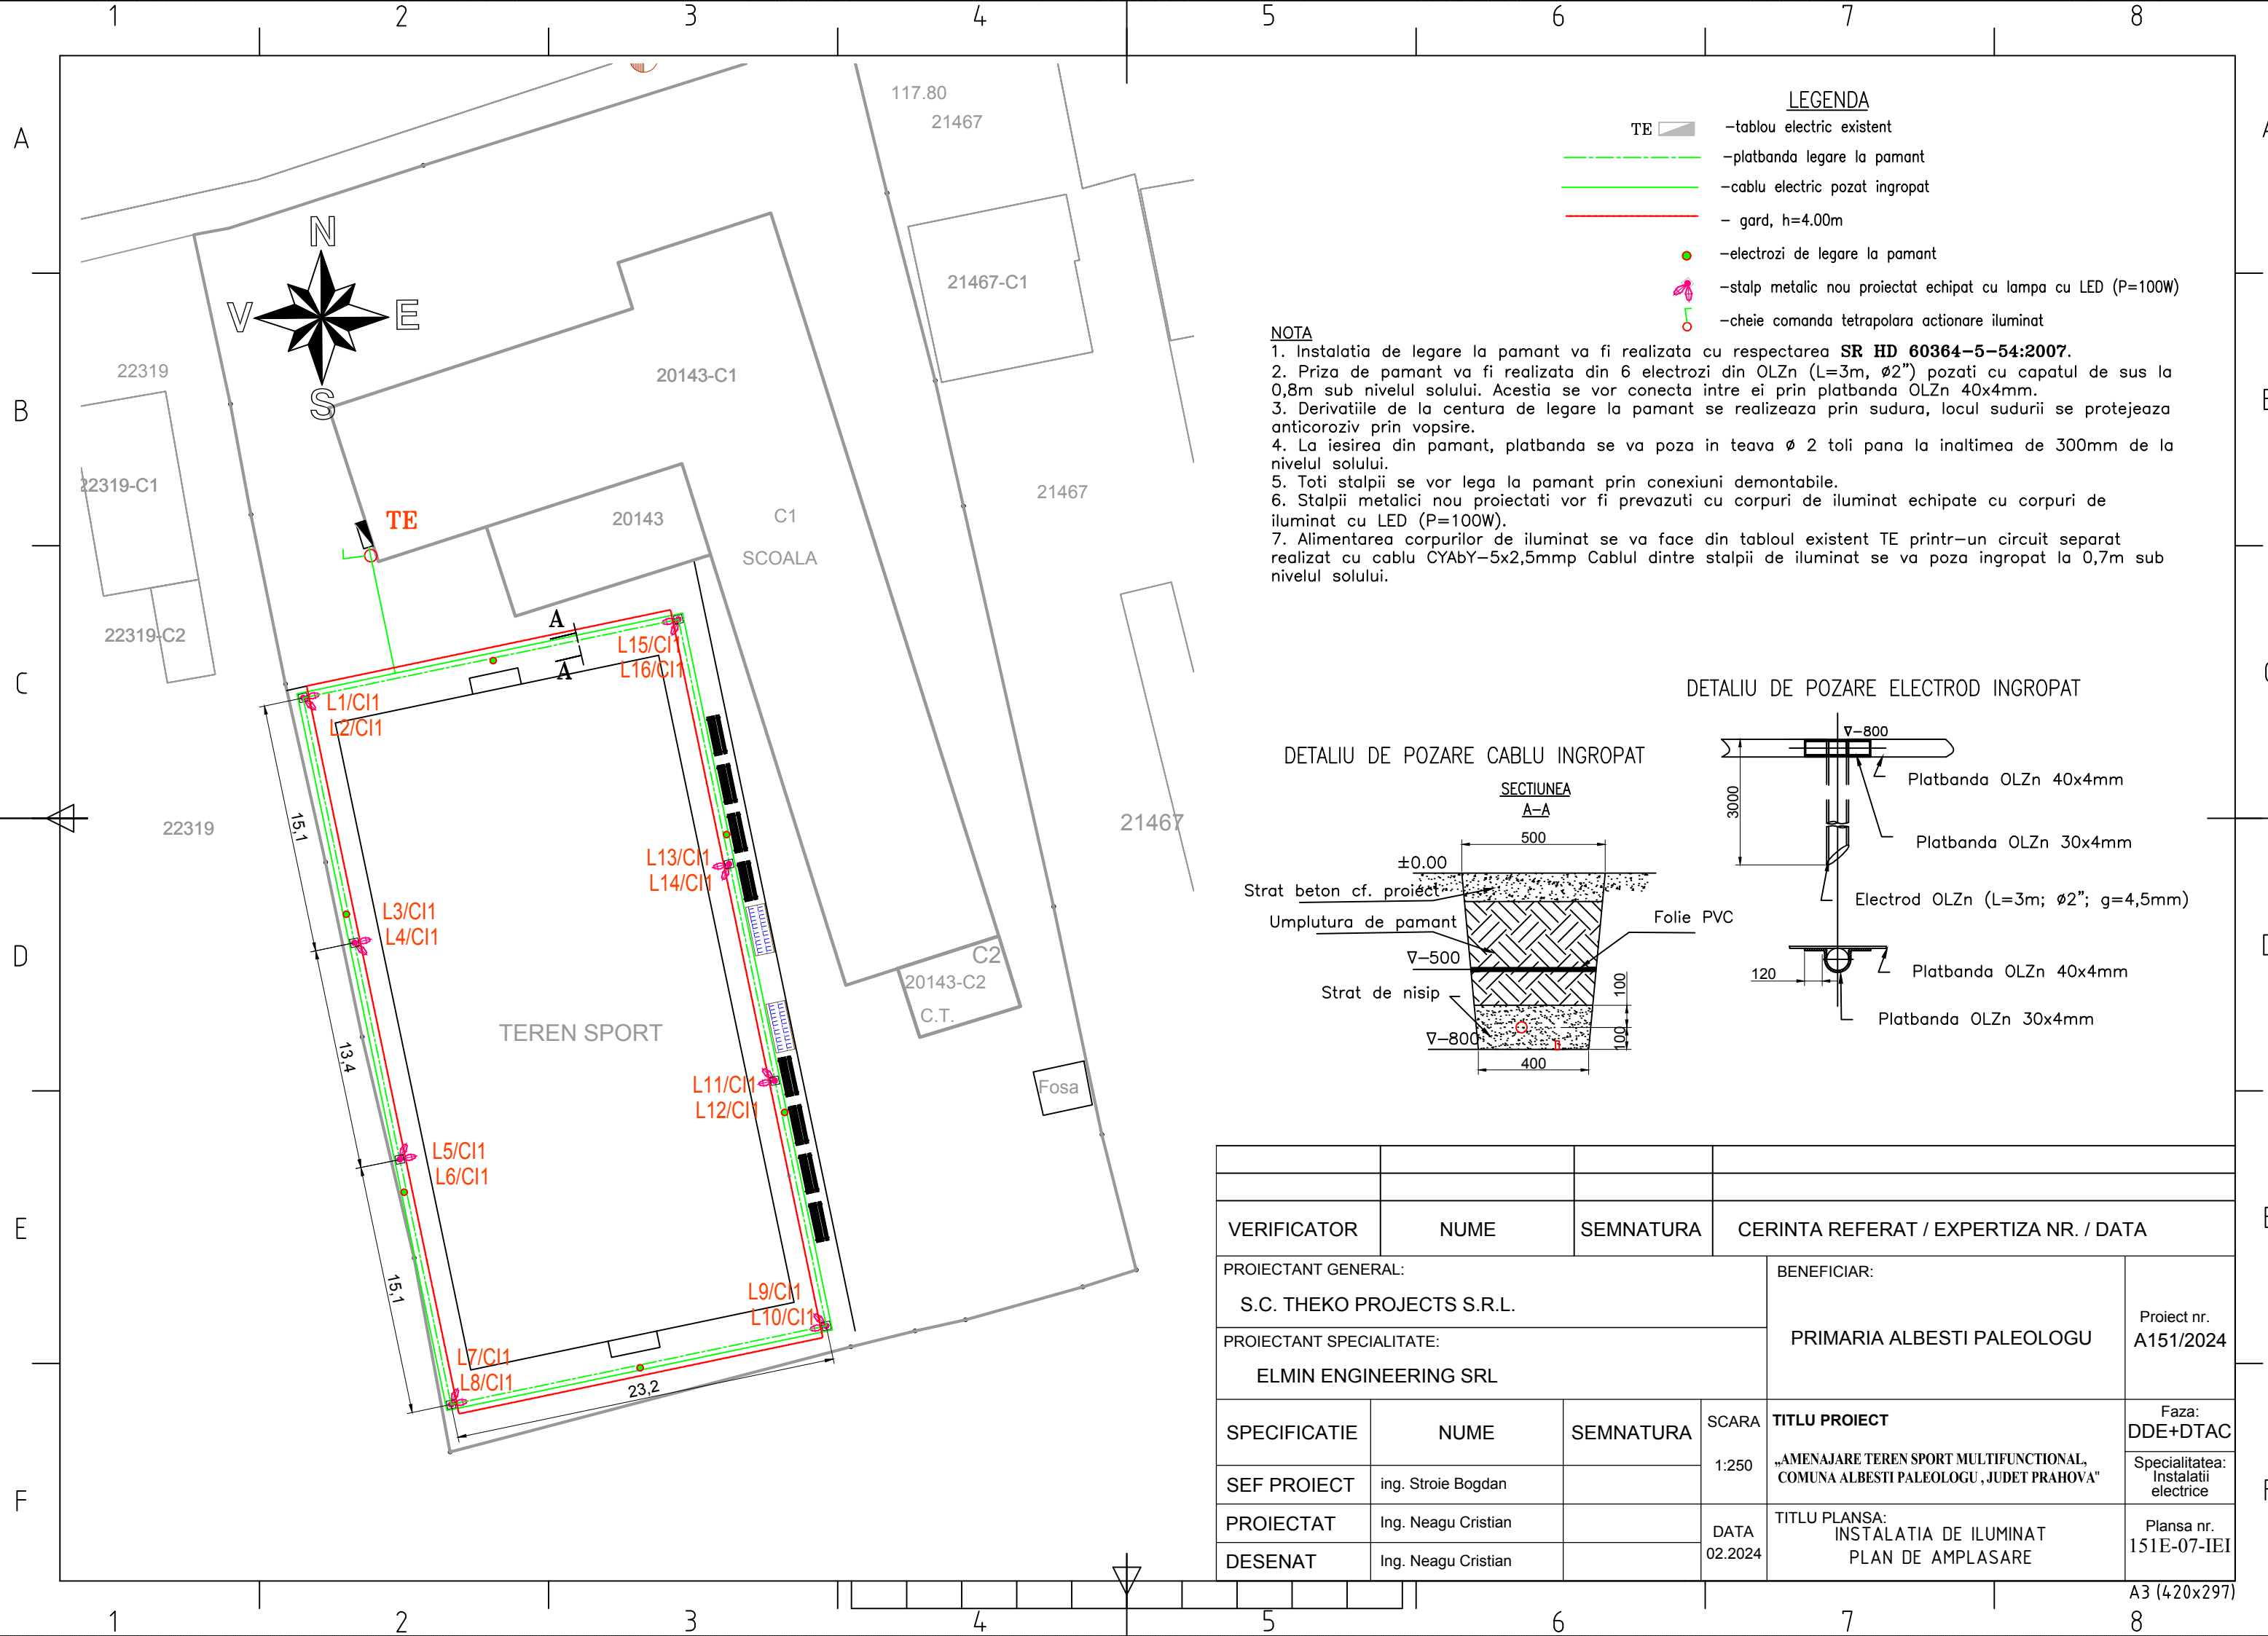 1 2 3 4 5 6 7 8
A
B
C
D
E
F
117.80
21467
N
V E
S
22319
22319-C1
22319-C2
22319
21467-C1
20143-C1
20143
C1
SCOALA
21467
21467
TE
A
A
L15/CI1
L16/CI1
L1/CI1
L2/CI1
15,1
L13/CI1
L14/CI1
L3/CI1
L4/CI1
C2
20143-C2
C.T.
TEREN SPORT
13,4
L11/CI1
L12/CI1
Fosa
L5/CI1
L6/CI1
15,1
L9/CI1
L10/CI1
L7/CI1
L8/CI1
23,2
LEGENDA
TE -tablou electric existent
-platbanda legare la pamant
-cablu electric pozat ingropat
- gard, h=4.00m
-electrozi de legare la pamant
-stalp metalic nou proiectat echipat cu lampa cu LED (P=100W)
-cheie comanda tetrapolara actionare iluminat
NOTA
1. Instalatia de legare la pamant va fi realizata cu respectarea SR HD 60364-5-54:2007.
2. Priza de pamant va fi realizata din 6 electrozi din OLZn (L=3m, ø2") pozati cu capatul de sus la
0,8m sub nivelul solului. Acestia se vor conecta intre ei prin platbanda OLZn 40x4mm.
3. Derivatiile de la centura de legare la pamant se realizeaza prin sudura, locul sudurii se protejeaza
anticoroziv prin vopsire.
4. La iesirea din pamant, platbanda se va poza in teava ø 2 toli pana la inaltimea de 300mm de la
nivelul solului.
5. Toti stalpii se vor lega la pamant prin conexiuni demontabile.
6. Stalpii metalici nou proiectati vor fi prevazuti cu corpuri de iluminat echipate cu corpuri de
iluminat cu LED (P=100W).
7. Alimentarea corpurilor de iluminat se va face din tabloul existent TE printr-un circuit separat
realizat cu cablu CYAbY-5x2,5mmp Cablul dintre stalpii de iluminat se va poza ingropat la 0,7m sub
nivelul solului.
DETALIU DE POZARE CABLU INGROPAT
SECTIUNEA
A-A
500
±0.00
Strat beton cf. proiect
Umplutura de pamant
Folie PVC
∇-500
Strat de nisip
100
100
∇-800
400
DETALIU DE POZARE ELECTROD INGROPAT
∇-800
Platbanda OLZn 40x4mm
3000
Platbanda OLZn 30x4mm
Electrod OLZn (L=3m; ø2"; g=4,5mm)
120
Platbanda OLZn 40x4mm
Platbanda OLZn 30x4mm
VERIFICATOR NUME SEMNATURA CERINTA REFERAT / EXPERTIZA NR. / DATA
PROIECTANT GENERAL:
S.C. THEKO PROJECTS S.R.L.
PROIECTANT SPECIALITATE:
ELMIN ENGINEERING SRL
BENEFICIAR:
PRIMARIA ALBESTI PALEOLOGU
Proiect nr.
A151/2024
SPECIFICATIE NUME SEMNATURA
SCARA
1:250
TITLU PROIECT
„AMENAJARE TEREN SPORT MULTIFUNCTIONAL,
COMUNA ALBESTI PALEOLOGU , JUDET PRAHOVA"
Faza:
DDE+DTAC
Specialitatea:
Instalatii
electrice
SEF PROIECT ing. Stroie Bogdan
PROIECTAT Ing. Neagu Cristian
DESENAT Ing. Neagu Cristian
DATA
02.2024
TITLU PLANSA:
INSTALATIA DE ILUMINAT
PLAN DE AMPLASARE
Plansa nr.
151E-07-IEI
A3 (420x297)
1 2 3 4 5 6 7 8